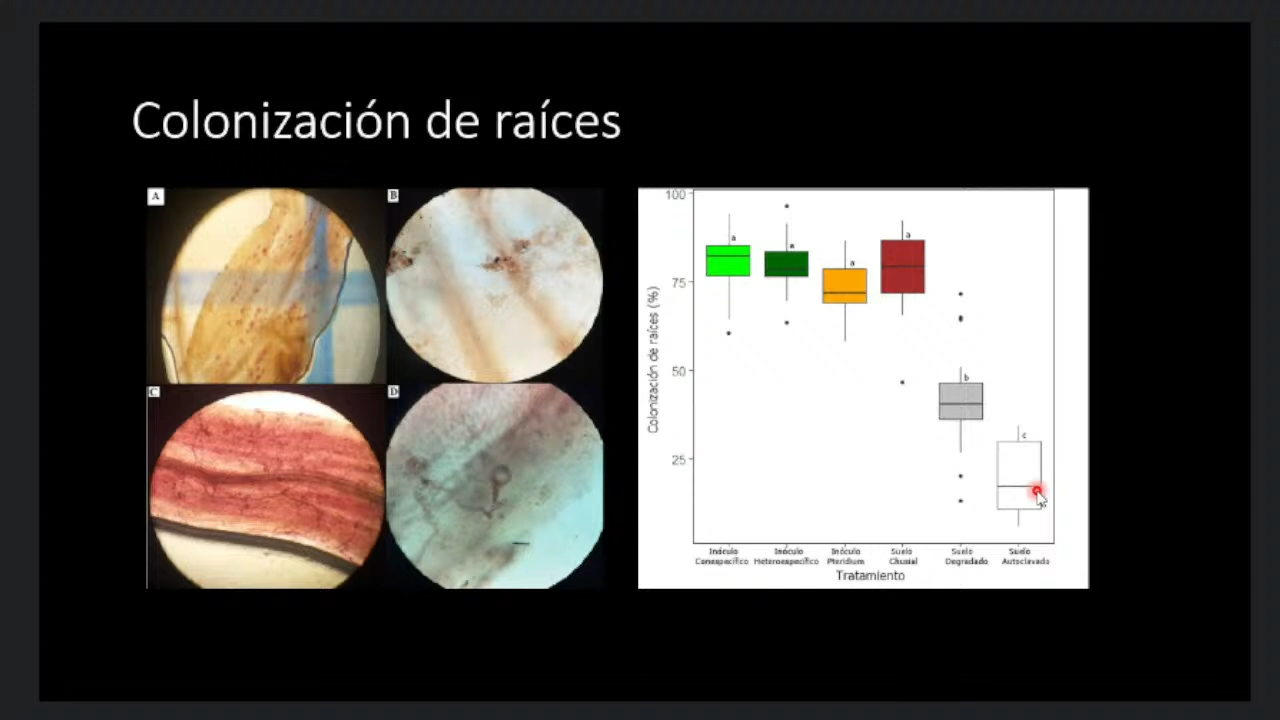 Colonización de raíces
A
B
C
D
Colonización de raíces (%)
100
75
50
25
a
a
a
a
b
c
Inóculo Conespecífico
Inóculo Heteroespecífico
Inóculo Pteridium
Suelo Chusial
Suelo Degradado
Suelo Autoclavado
Tratamiento